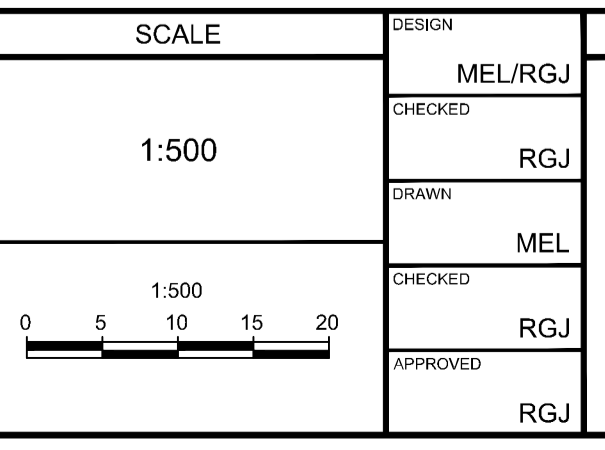 SCALE
1:500
1:500
0 5 10 15 20
DESIGN
MEL/RGJ
CHECKED
RGJ
DRAWN
MEL
CHECKED
RGJ
APPROVED
RGJ